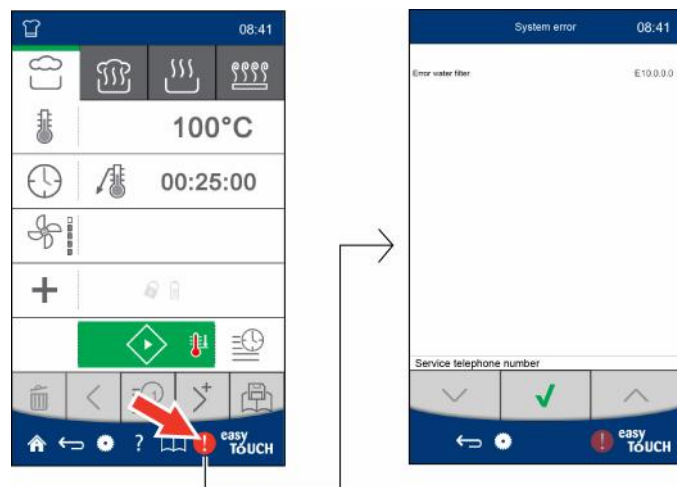 08:41
100°C
00:25:00
1
?
!
easy
TOUCH
System error
08:41
Error water filter
E10.0.0.0
Service telephone number
!
easy
TOUCH